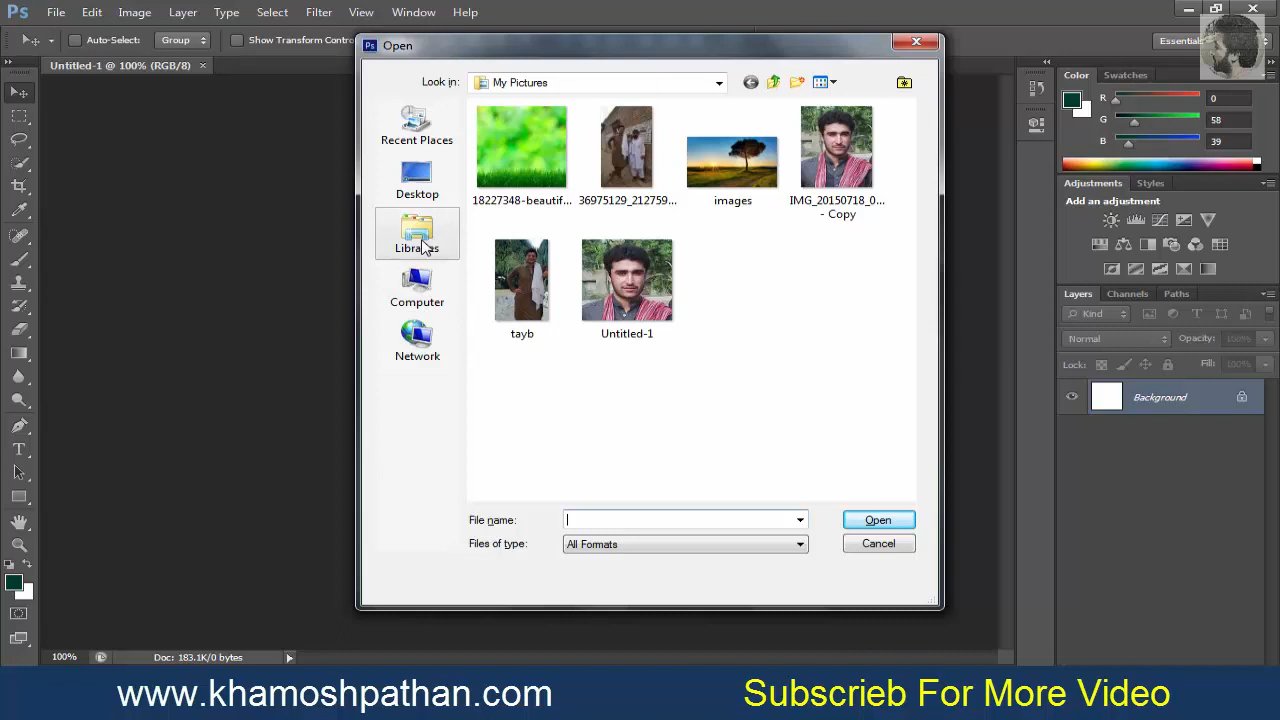 Ps File Edit Image Layer Type Select Filter View Window Help
Auto-Select: Group Show Transform Cont Essentials
Untitled-1 @ 100% (RGB/8) ×
Ps Open
Look in: My Pictures
Recent Places
Desktop
Libraries
Computer
Network
18227348-beautif... 36975129_212759... images IMG_20150718_0...
- Copy
tayb Untitled-1
File name: Open
Files of type: All Formats Cancel
Color Swatches
R 0
G 58
B 39
Adjustments Styles
Add an adjustment
Layers Channels Paths
Kind
Normal Opacity: 100%
Lock: Fill: 100%
Background
100% Doc: 183.1K/0 bytes
www.khamoshpathan.com Subscrieb For More Video